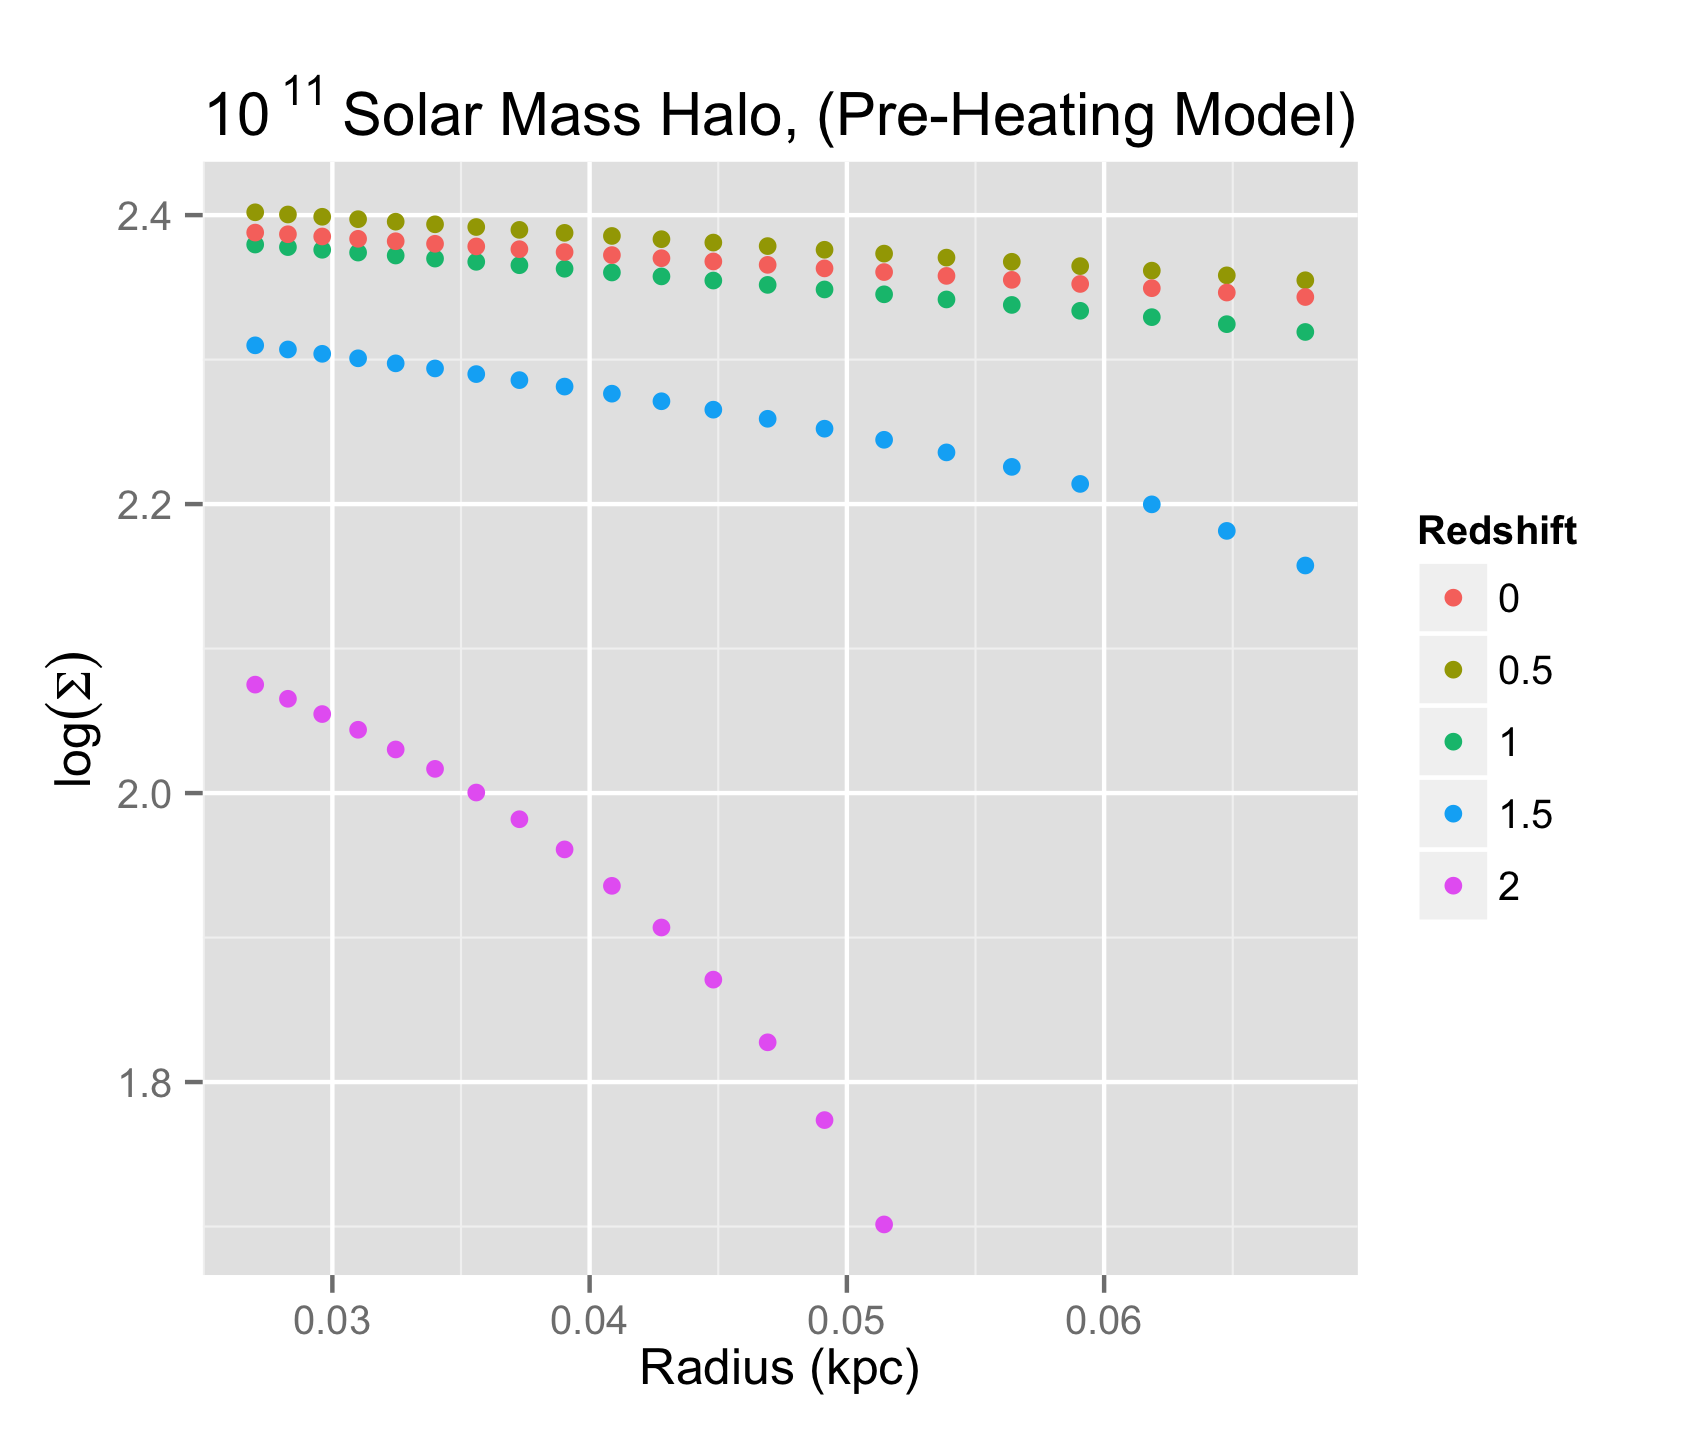 10 11 Solar Mass Halo, (Pre-Heating Model)
2.4
2.2
2.0
1.8
log(Σ)
0.03 0.04 0.05 0.06
Radius (kpc)
Redshift
0
0.5
1
1.5
2